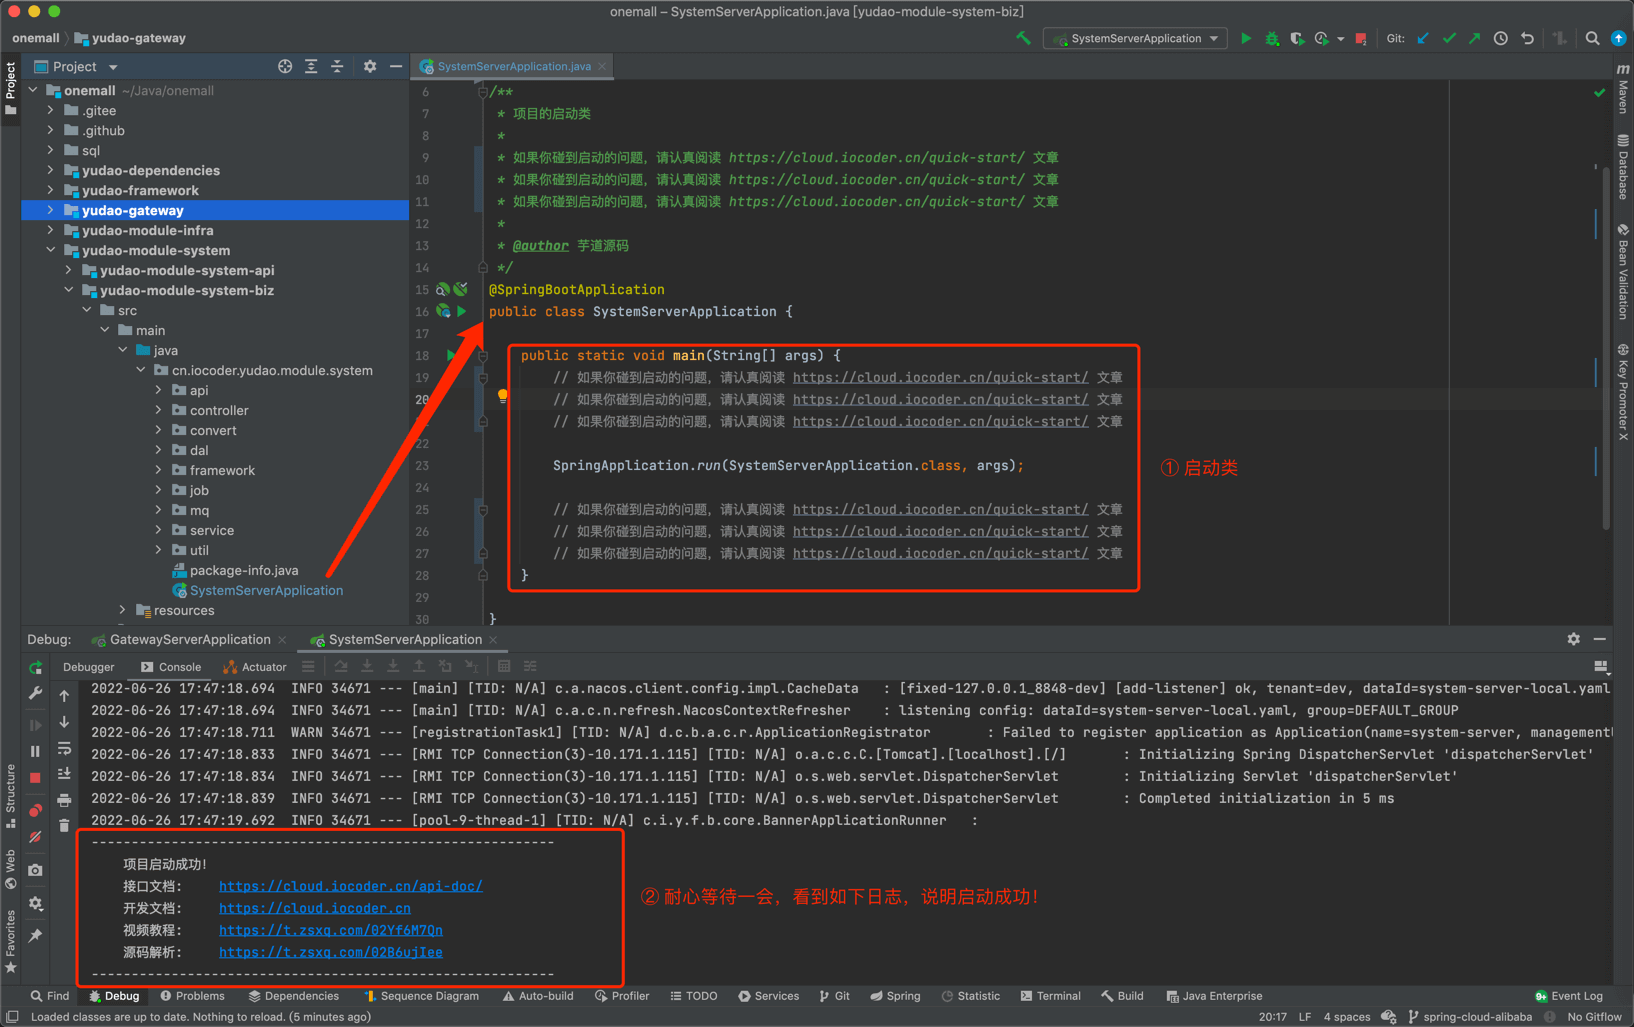 onemall – SystemServerApplication.java [yudao-module-system-biz]
onemall yudao-gateway
SystemServerApplication
Git:
Project
SystemServerApplication.java
Project
onemall ~/Java/onemall
.gitee
.github
sql
yudao-dependencies
yudao-framework
yudao-gateway
yudao-module-infra
yudao-module-system
yudao-module-system-api
yudao-module-system-biz
src
main
java
cn.iocoder.yudao.module.system
api
controller
convert
dal
framework
job
mq
service
util
package-info.java
SystemServerApplication
resources
6 /**
7 * 项目的启动类
8 *
9 * 如果你碰到启动的问题，请认真阅读 https://cloud.iocoder.cn/quick-start/ 文章
10 * 如果你碰到启动的问题，请认真阅读 https://cloud.iocoder.cn/quick-start/ 文章
11 * 如果你碰到启动的问题，请认真阅读 https://cloud.iocoder.cn/quick-start/ 文章
12 *
13 * @author 芋道源码
14 */
15 @SpringBootApplication
16 public class SystemServerApplication {
17
18 public static void main(String[] args) {
19 // 如果你碰到启动的问题，请认真阅读 https://cloud.iocoder.cn/quick-start/ 文章
20 // 如果你碰到启动的问题，请认真阅读 https://cloud.iocoder.cn/quick-start/ 文章
// 如果你碰到启动的问题，请认真阅读 https://cloud.iocoder.cn/quick-start/ 文章
22
23 SpringApplication.run(SystemServerApplication.class, args);
24
25 // 如果你碰到启动的问题，请认真阅读 https://cloud.iocoder.cn/quick-start/ 文章
26 // 如果你碰到启动的问题，请认真阅读 https://cloud.iocoder.cn/quick-start/ 文章
27 // 如果你碰到启动的问题，请认真阅读 https://cloud.iocoder.cn/quick-start/ 文章
28 }
29
30 }
① 启动类
m Maven
Database
Bean Validation
Key Promoter X
Debug: GatewayServerApplication SystemServerApplication
Debugger Console Actuator
2022-06-26 17:47:18.694 INFO 34671 --- [main] [TID: N/A] c.a.nacos.client.config.impl.CacheData : [fixed-127.0.0.1_8848-dev] [add-listener] ok, tenant=dev, dataId=system-server-local.yaml
2022-06-26 17:47:18.694 INFO 34671 --- [main] [TID: N/A] c.a.c.n.refresh.NacosContextRefresher : listening config: dataId=system-server-local.yaml, group=DEFAULT_GROUP
2022-06-26 17:47:18.711 WARN 34671 --- [registrationTask1] [TID: N/A] d.c.b.a.c.r.ApplicationRegistrator : Failed to register application as Application(name=system-server, management
2022-06-26 17:47:18.833 INFO 34671 --- [RMI TCP Connection(3)-10.171.1.115] [TID: N/A] o.a.c.c.C.[Tomcat].[localhost].[/] : Initializing Spring DispatcherServlet 'dispatcherServlet'
2022-06-26 17:47:18.834 INFO 34671 --- [RMI TCP Connection(3)-10.171.1.115] [TID: N/A] o.s.web.servlet.DispatcherServlet : Initializing Servlet 'dispatcherServlet'
2022-06-26 17:47:18.839 INFO 34671 --- [RMI TCP Connection(3)-10.171.1.115] [TID: N/A] o.s.web.servlet.DispatcherServlet : Completed initialization in 5 ms
2022-06-26 17:47:19.692 INFO 34671 --- [pool-9-thread-1] [TID: N/A] c.i.y.f.b.core.BannerApplicationRunner :
----------------------------------------------------------
项目启动成功！
接口文档: https://cloud.iocoder.cn/api-doc/
开发文档: https://cloud.iocoder.cn
视频教程: https://t.zsxq.com/02Yf6M7Qn
源码解析: https://t.zsxq.com/02B6ujIee
----------------------------------------------------------
② 耐心等待一会，看到如下日志，说明启动成功！
Structure
Web
Favorites
Find Debug Problems Dependencies Sequence Diagram Auto-build Profiler TODO Services Git Spring Statistic Terminal Build Java Enterprise 9+ Event Log
Loaded classes are up to date. Nothing to reload. (5 minutes ago) 20:17 LF 4 spaces spring-cloud-alibaba No Gitflow